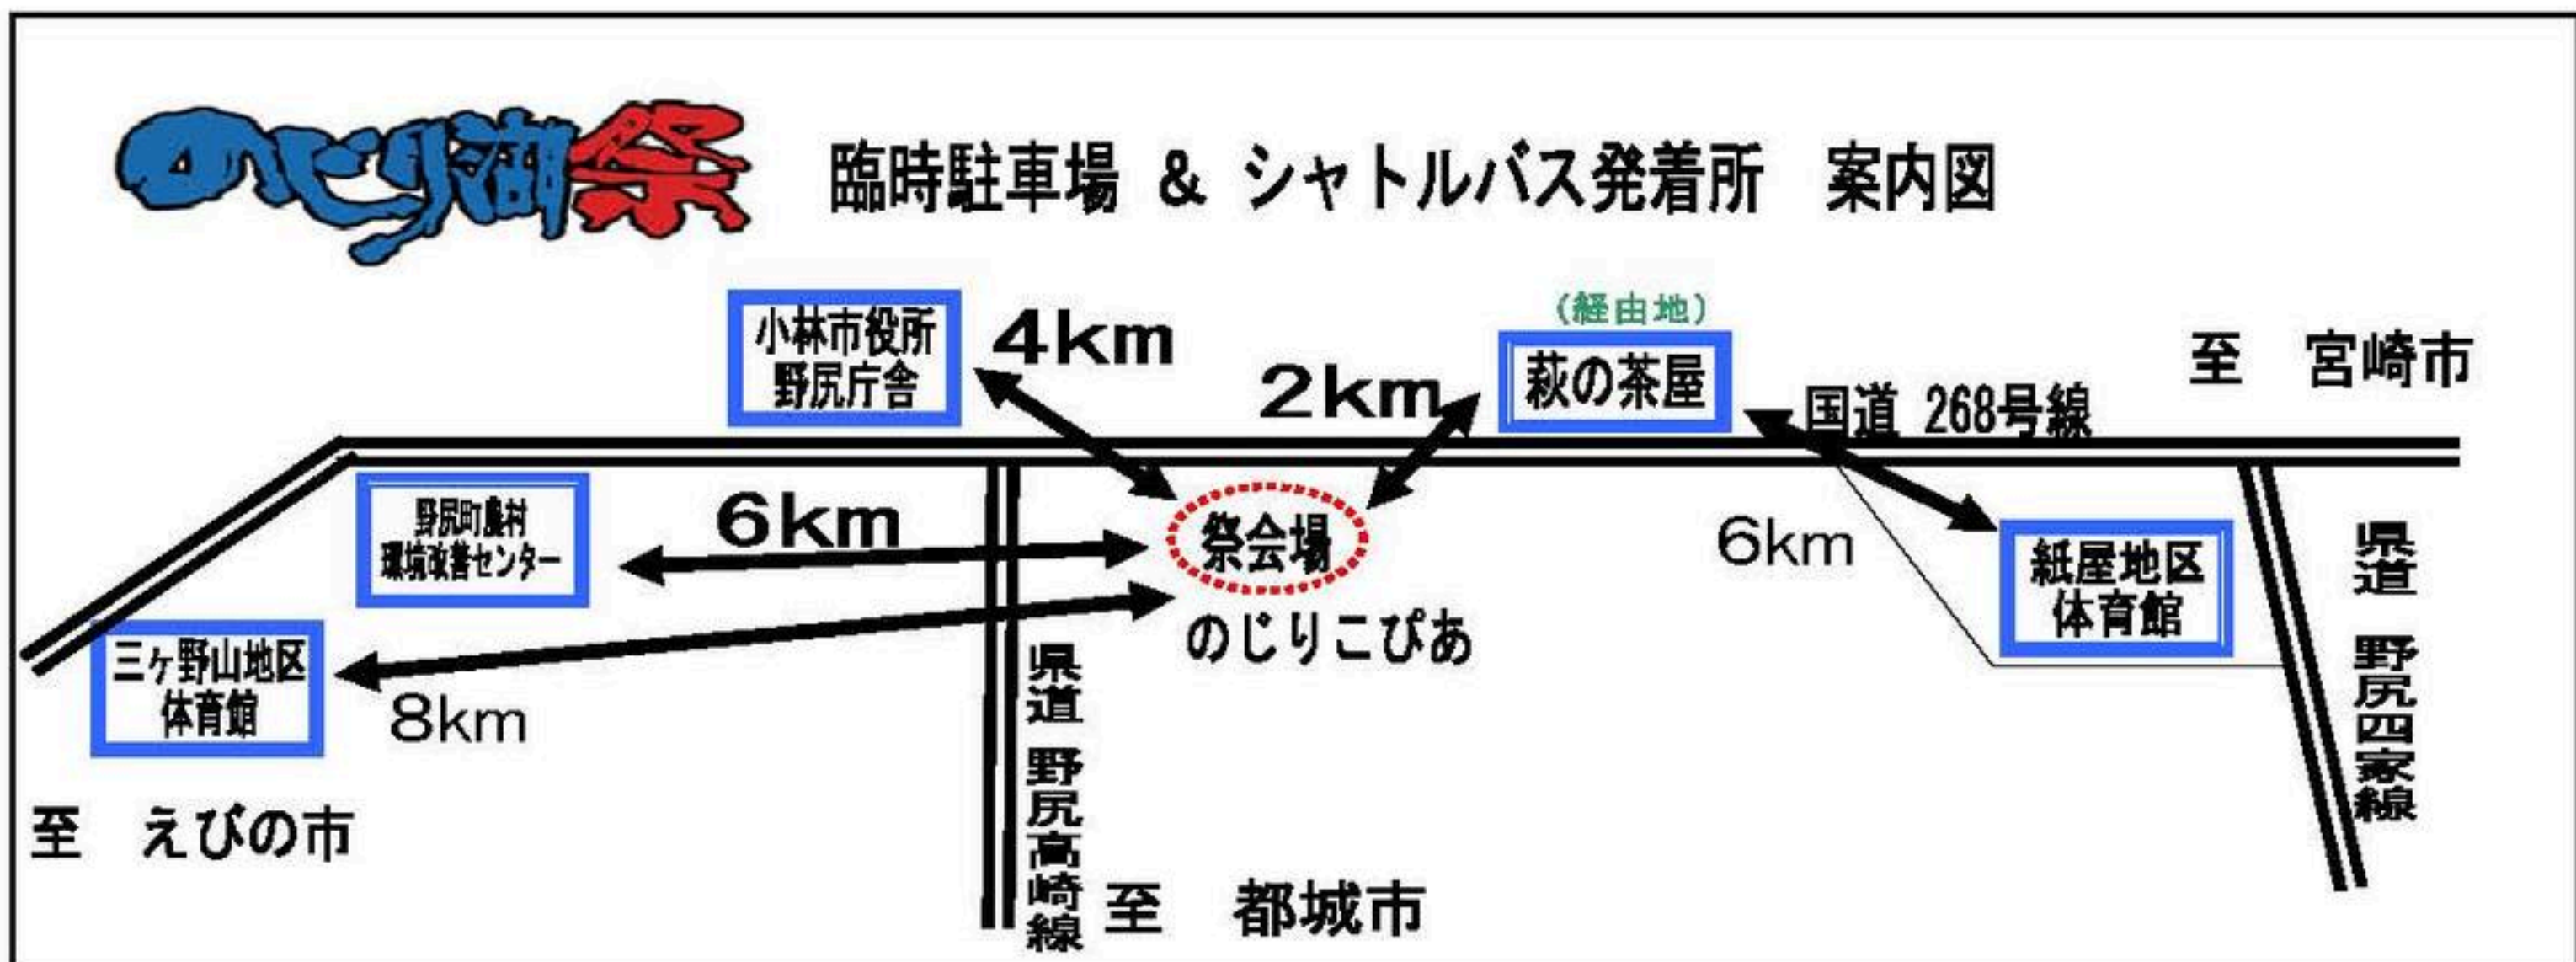 のじり湖祭
臨時駐車場 & シャトルバス発着所 案内図
小林市役所
野尻庁舎
4km
2km
(経由地)
萩の茶屋
国道 268号線
至 宮崎市
野尻町農村
環境改善センター
6km
祭会場
のじりこぴあ
6km
紙屋地区
体育館
県道 野尻四家線
三ヶ野山地区
体育館
8km
県道 野尻高崎線
至 えびの市
至 都城市